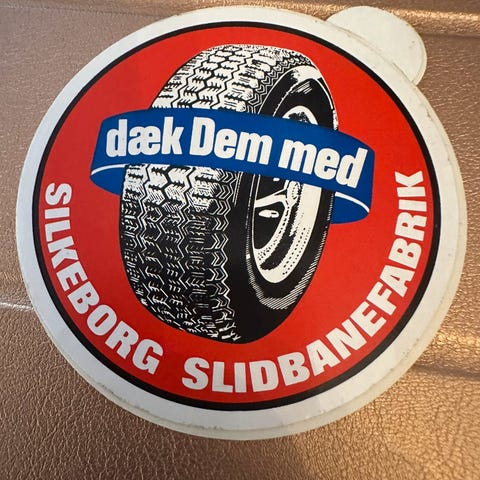 dæk Dem med
SILKEBORG SLIDBANEFABRIK